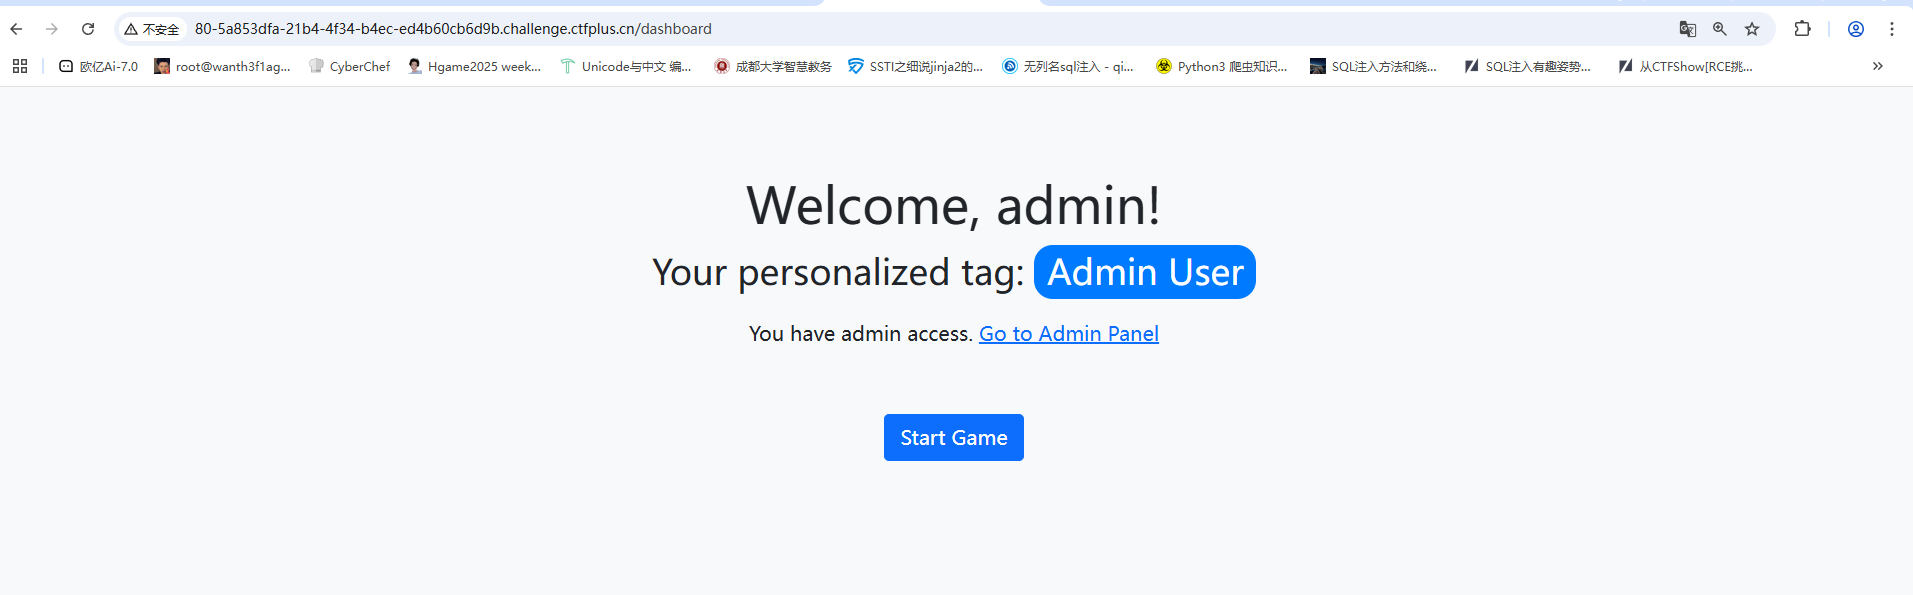 不安全 80-5a853dfa-21b4-4f34-b4ec-ed4b60cb6d9b.challenge.ctfplus.cn/dashboard
欧亿Ai-7.0 root@wanth3f1ag... CyberChef Hgame2025 week... Unicode与中文 编... 成都大学智慧教务 SSTI之细说jinja2的... 无列名sql注入 - qi... Python3 爬虫知识... SQL注入方法和绕... SQL注入有趣姿势... 从CTFShow[RCE挑... »
Welcome, admin!
Your personalized tag: Admin User
You have admin access. Go to Admin Panel
Start Game